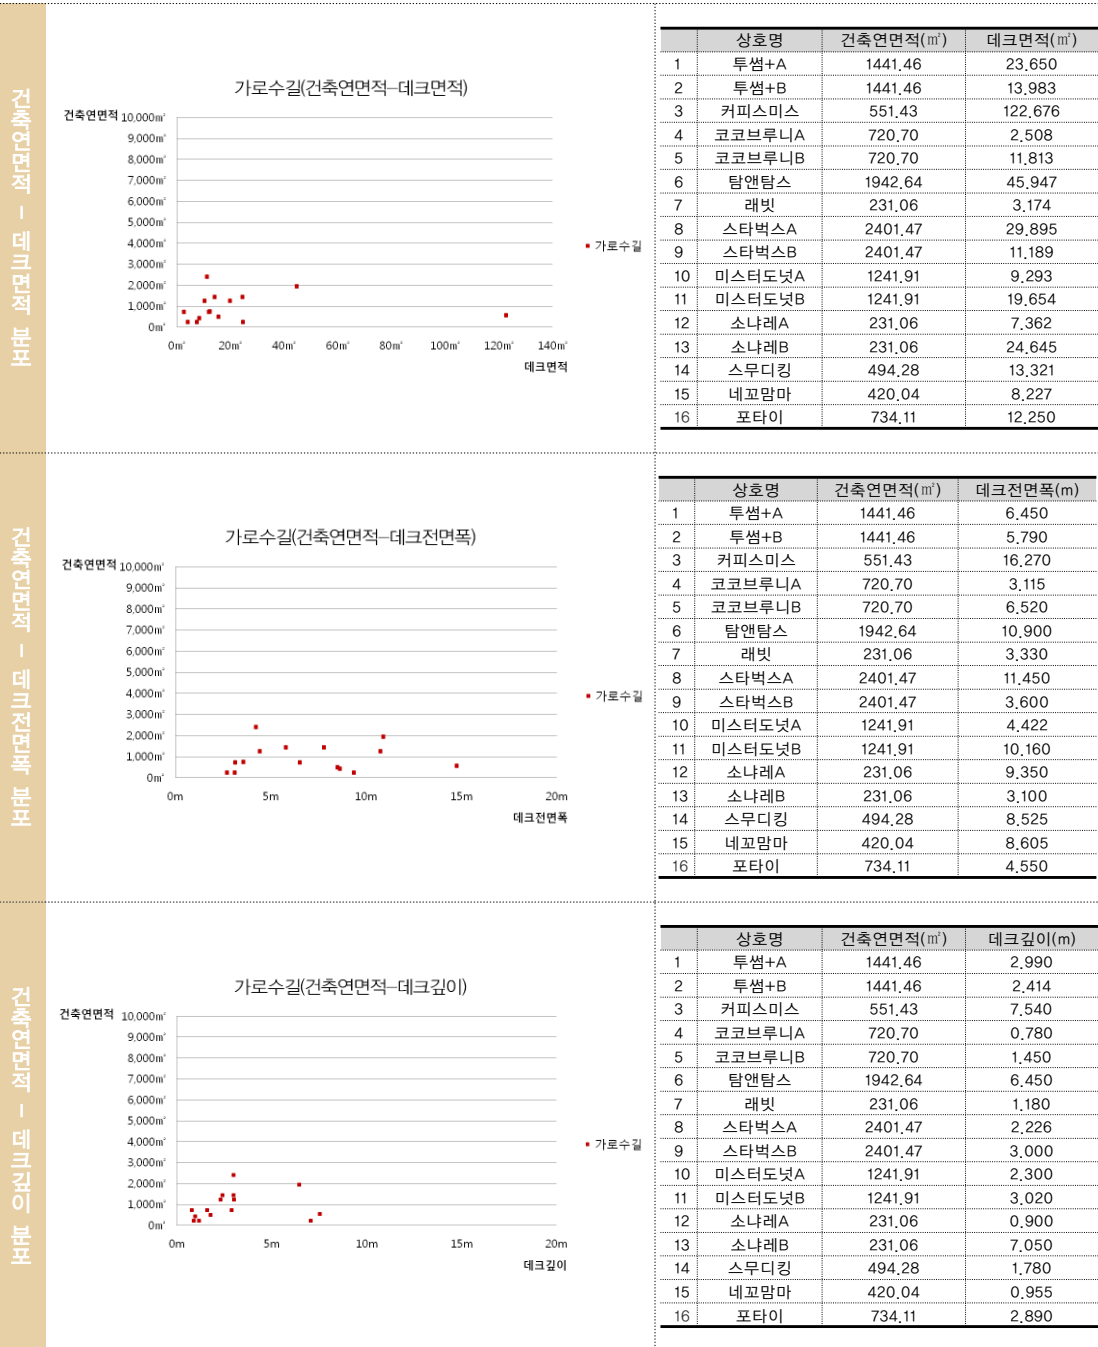 건축연면적 - 데크면적 분포
가로수길(건축연면적-데크면적)
건축연면적
10,000㎡
9,000㎡
8,000㎡
7,000㎡
6,000㎡
5,000㎡
4,000㎡
3,000㎡
2,000㎡
1,000㎡
0㎡
0㎡ 20㎡ 40㎡ 60㎡ 80㎡ 100㎡ 120㎡ 140㎡
데크면적
가로수길
상호명 건축연면적(㎡) 데크면적(㎡)
1 투썸+A 1441.46 23.650
2 투썸+B 1441.46 13.983
3 커피스미스 551.43 122.676
4 코코브루니A 720.70 2.508
5 코코브루니B 720.70 11.813
6 탐앤탐스 1942.64 45.947
7 래빗 231.06 3.174
8 스타벅스A 2401.47 29.895
9 스타벅스B 2401.47 11.189
10 미스터도넛A 1241.91 9.293
11 미스터도넛B 1241.91 19.654
12 소냐레A 231.06 7.362
13 소냐레B 231.06 24.645
14 스무디킹 494.28 13.321
15 네꼬맘마 420.04 8.227
16 포타이 734.11 12.250
건축연면적 - 데크전면폭 분포
가로수길(건축연면적-데크전면폭)
건축연면적
10,000㎡
9,000㎡
8,000㎡
7,000㎡
6,000㎡
5,000㎡
4,000㎡
3,000㎡
2,000㎡
1,000㎡
0㎡
0m 5m 10m 15m 20m
데크전면폭
가로수길
상호명 건축연면적(㎡) 데크전면폭(m)
1 투썸+A 1441.46 6.450
2 투썸+B 1441.46 5.790
3 커피스미스 551.43 16.270
4 코코브루니A 720.70 3.115
5 코코브루니B 720.70 6.520
6 탐앤탐스 1942.64 10.900
7 래빗 231.06 3.330
8 스타벅스A 2401.47 11.450
9 스타벅스B 2401.47 3.600
10 미스터도넛A 1241.91 4.422
11 미스터도넛B 1241.91 10.160
12 소냐레A 231.06 9.350
13 소냐레B 231.06 3.100
14 스무디킹 494.28 8.525
15 네꼬맘마 420.04 8.605
16 포타이 734.11 4.550
건축연면적 - 데크깊이 분포
가로수길(건축연면적-데크깊이)
건축연면적
10,000㎡
9,000㎡
8,000㎡
7,000㎡
6,000㎡
5,000㎡
4,000㎡
3,000㎡
2,000㎡
1,000㎡
0㎡
0m 5m 10m 15m 20m
데크깊이
가로수길
상호명 건축연면적(㎡) 데크깊이(m)
1 투썸+A 1441.46 2.990
2 투썸+B 1441.46 2.414
3 커피스미스 551.43 7.540
4 코코브루니A 720.70 0.780
5 코코브루니B 720.70 1.450
6 탐앤탐스 1942.64 6.450
7 래빗 231.06 1.180
8 스타벅스A 2401.47 2.226
9 스타벅스B 2401.47 3.000
10 미스터도넛A 1241.91 2.300
11 미스터도넛B 1241.91 3.020
12 소냐레A 231.06 0.900
13 소냐레B 231.06 7.050
14 스무디킹 494.28 1.780
15 네꼬맘마 420.04 0.955
16 포타이 734.11 2.890